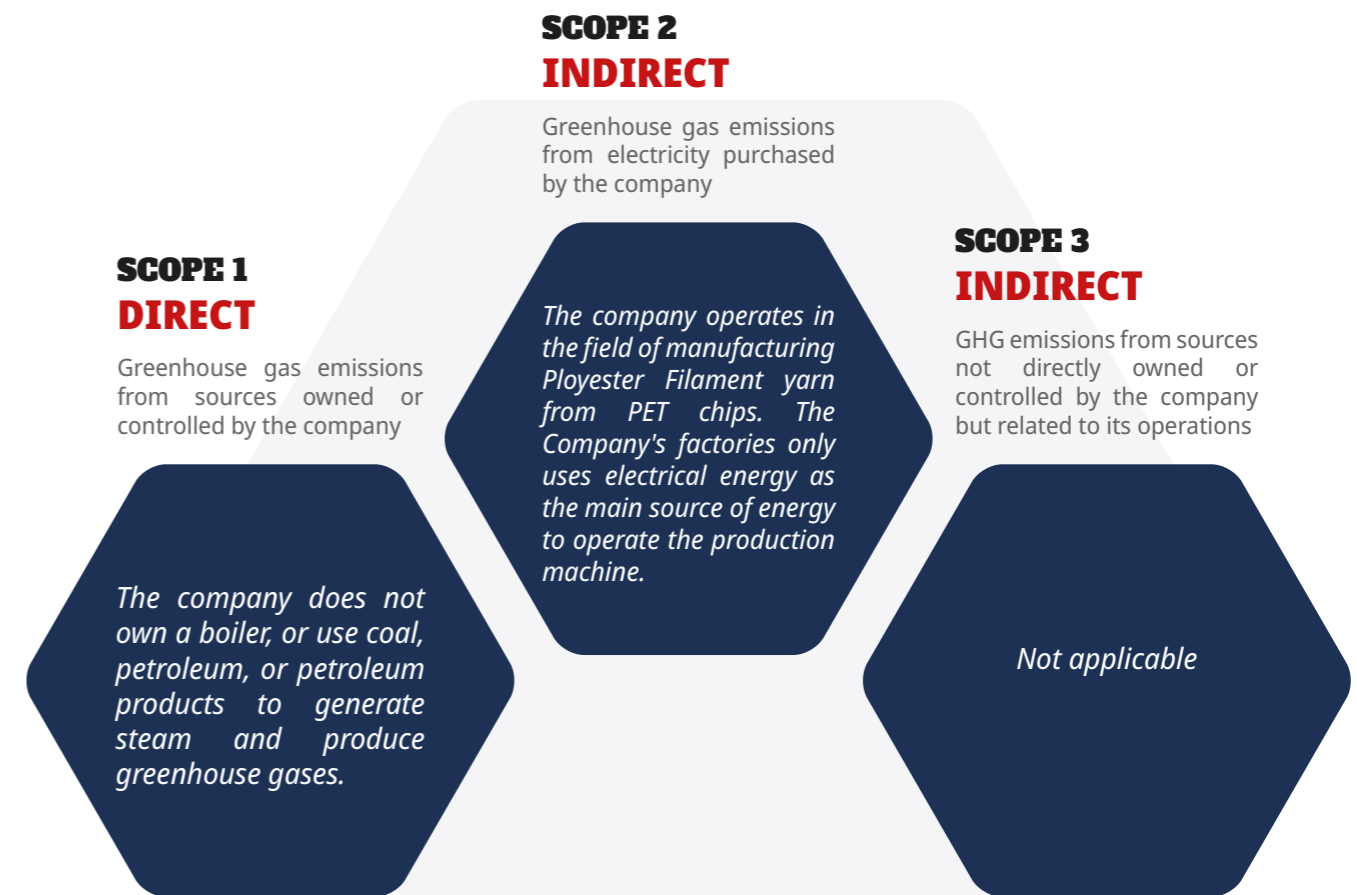 SCOPE 2
INDIRECT
Greenhouse gas emissions
from electricity purchased
by the company
The company operates in
the field of manufacturing
Ployester Filament yarn
from PET chips. The
Company's factories only
uses electrical energy as
the main source of energy
to operate the production
machine.
SCOPE 1
DIRECT
Greenhouse gas emissions
from sources owned or
controlled by the company
The company does not
own a boiler, or use coal,
petroleum, or petroleum
products to generate
steam and produce
greenhouse gases.
SCOPE 3
INDIRECT
GHG emissions from sources
not directly owned or
controlled by the company
but related to its operations
Not applicable